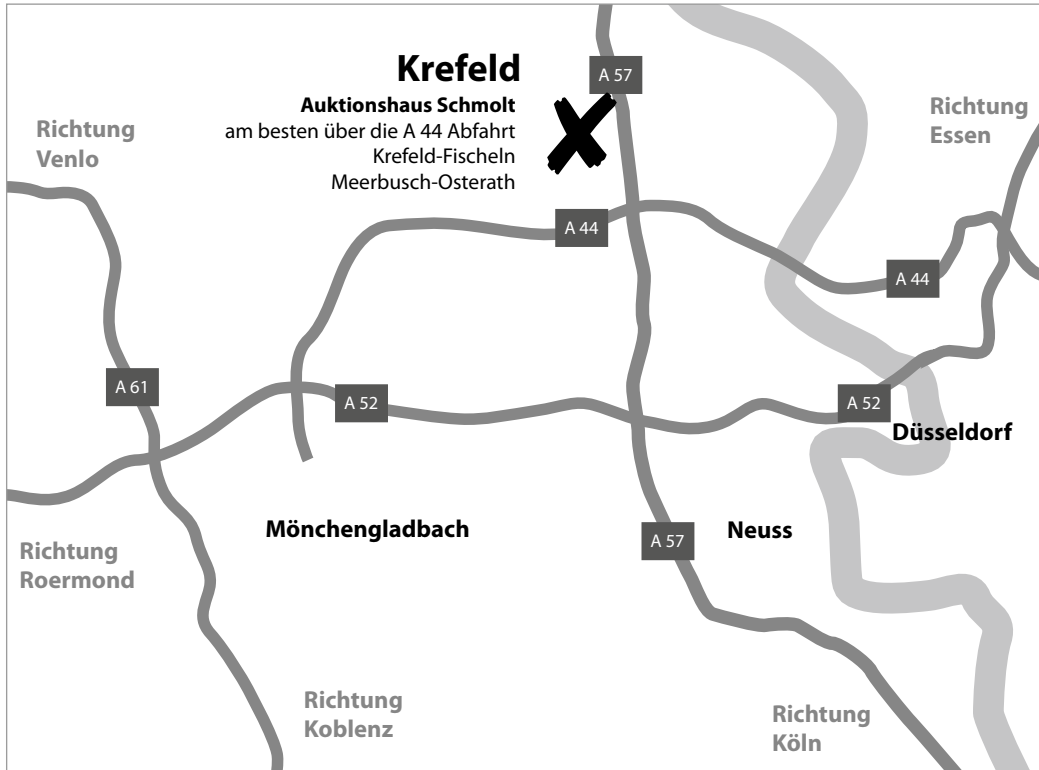 Krefeld
Auktionshaus Schmolt
am besten über die A 44 Abfahrt
Krefeld-Fischeln
Meerbusch-Osterath
A 57
Richtung
Essen
Richtung
Venlo
A 44
A 44
A 61
A 52
A 52
Düsseldorf
Mönchengladbach
A 57
Neuss
Richtung
Roermond
Richtung
Koblenz
Richtung
Köln